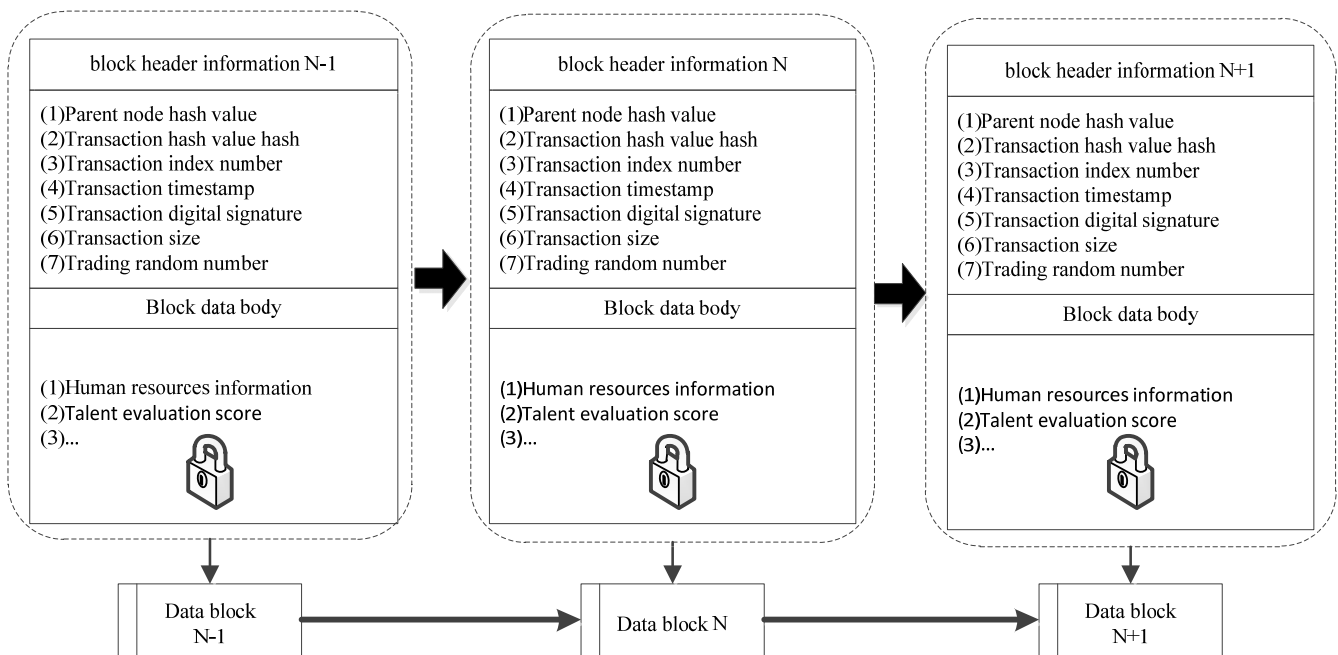 block header information N-1
(1)Parent node hash value
(2)Transaction hash value hash
(3)Transaction index number
(4)Transaction timestamp
(5)Transaction digital signature
(6)Transaction size
(7)Trading random number
Block data body
(1)Human resources information
(2)Talent evaluation score
(3)...
block header information N
(1)Parent node hash value
(2)Transaction hash value hash
(3)Transaction index number
(4)Transaction timestamp
(5)Transaction digital signature
(6)Transaction size
(7)Trading random number
Block data body
(1)Human resources information
(2)Talent evaluation score
(3)...
block header information N+1
(1)Parent node hash value
(2)Transaction hash value hash
(3)Transaction index number
(4)Transaction timestamp
(5)Transaction digital signature
(6)Transaction size
(7)Trading random number
Block data body
(1)Human resources information
(2)Talent evaluation score
(3)...
Data block
N-1
Data block N
Data block
N+1